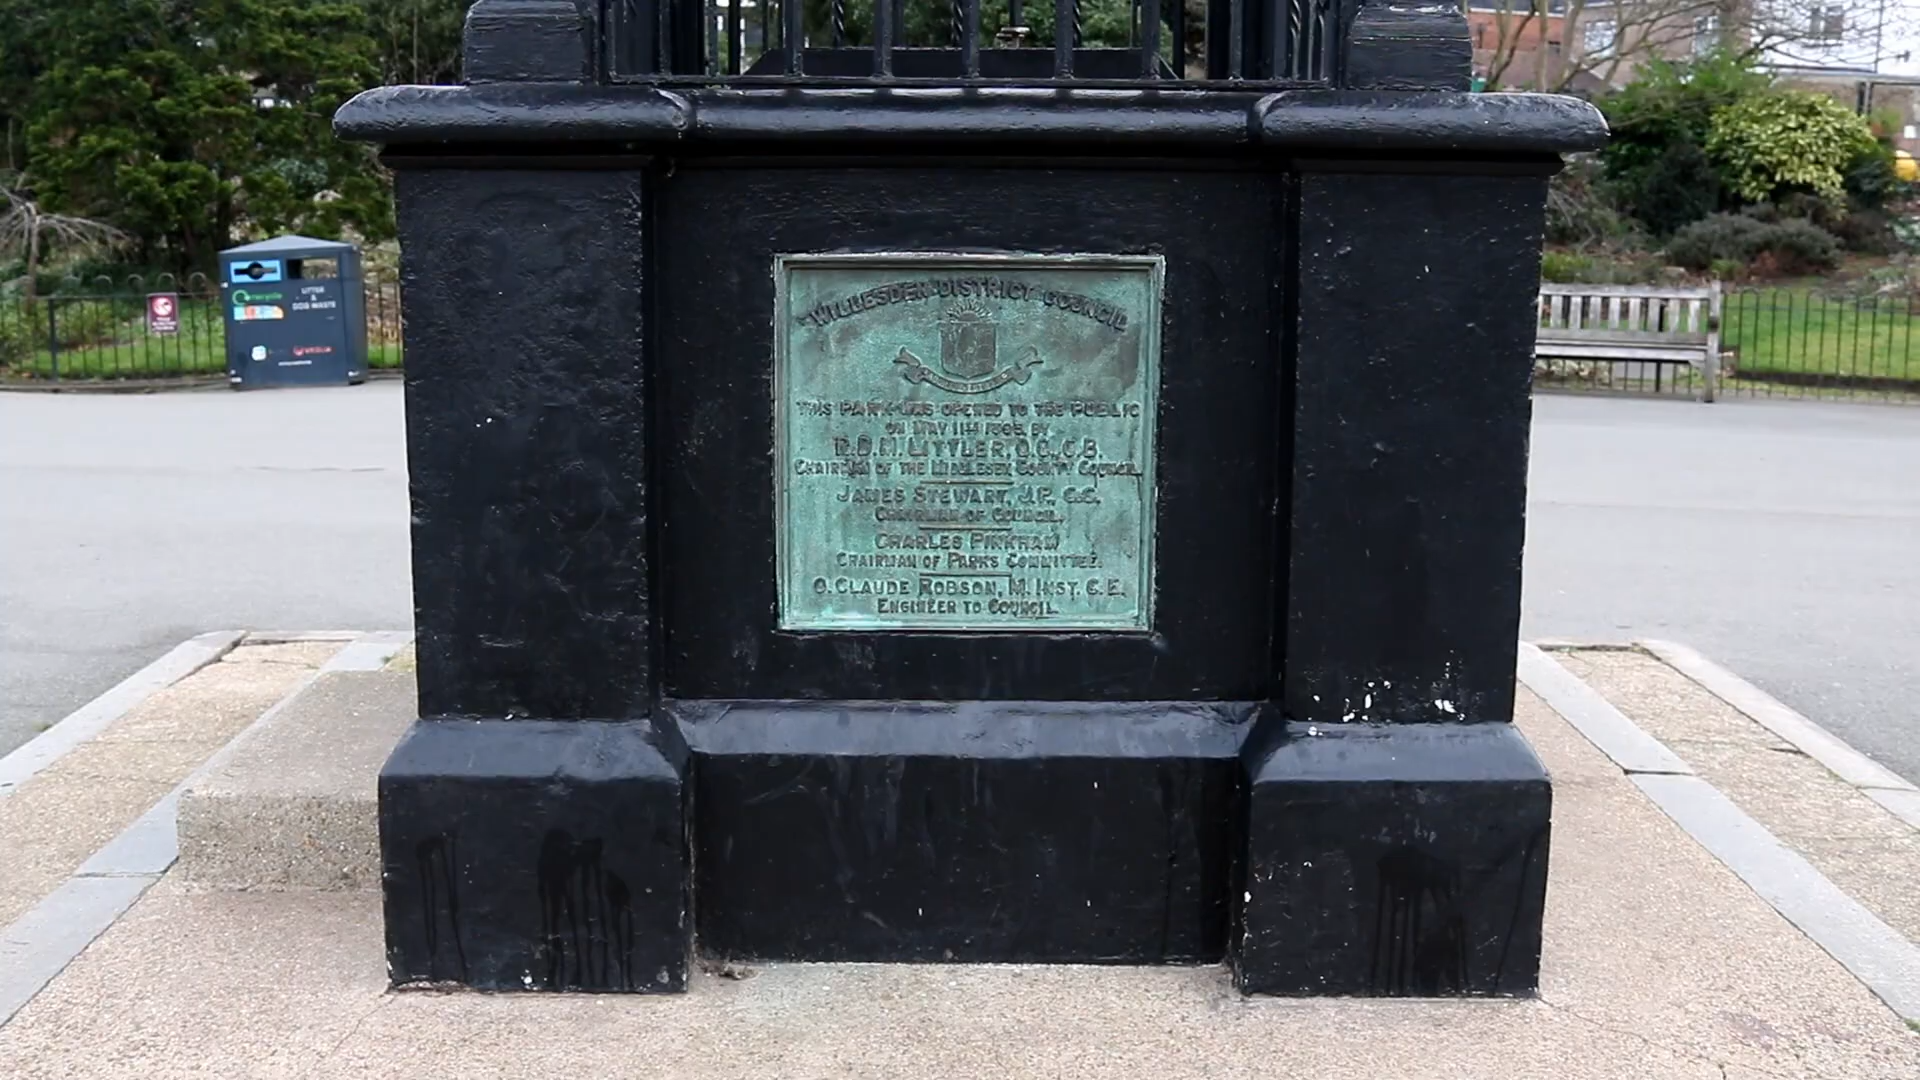 WILLESDEN DISTRICT COUNCIL
THIS PARK WAS OPENED TO THE PUBLIC
ON MAY 11TH BY
R.D.M. LITTLER, Q.C., C.B.
CHAIRMAN OF THE MIDDLESEX COUNTY COUNCIL
JAMES STEWART, J.P., C.C.
CHAIRMAN OF COUNCIL.
CHARLES PINKHAM
CHAIRMAN OF PARKS COMMITTEE.
O. CLAUDE ROBSON, M. INST. C.E.
ENGINEER TO COUNCIL.
LITTER
&
DOG WASTE